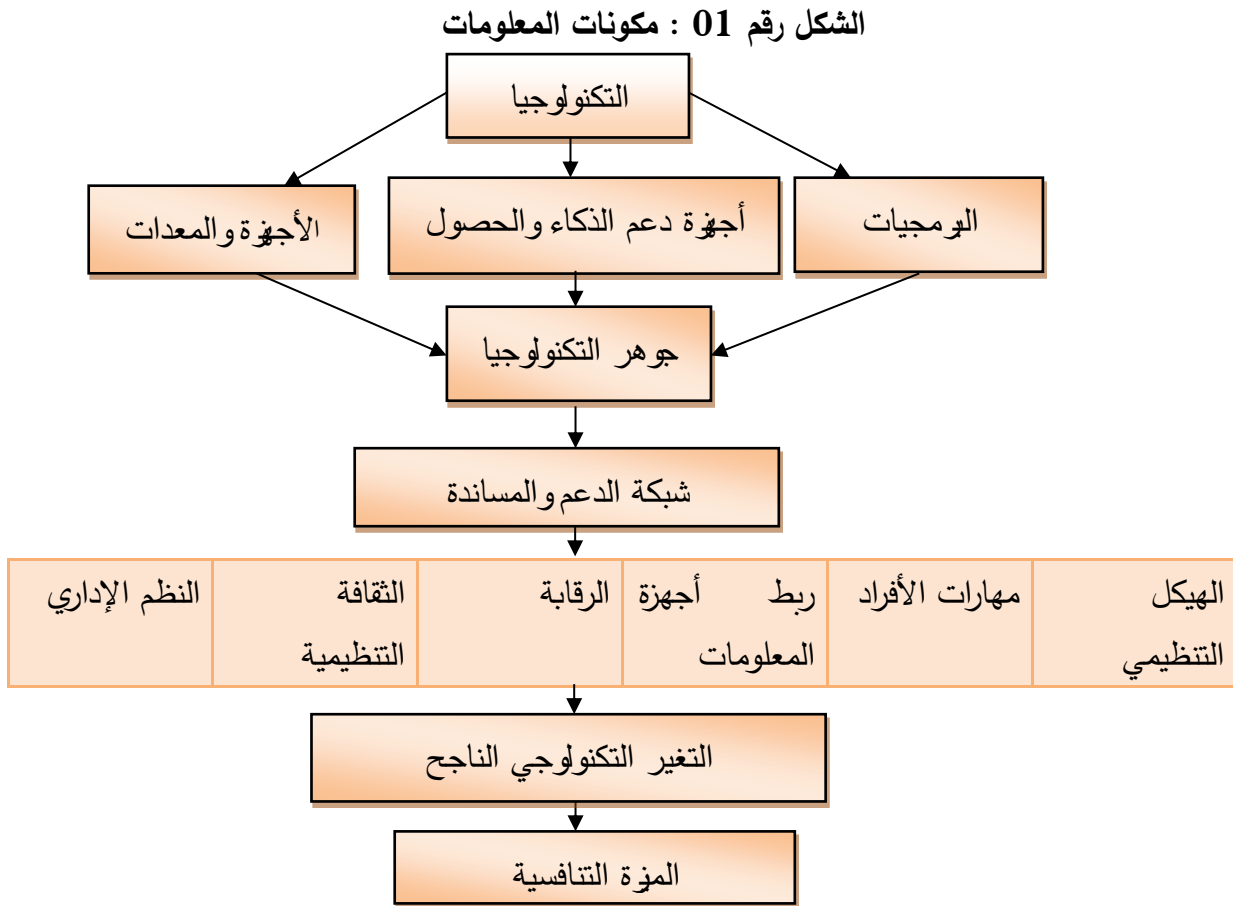 الشكل رقم 01 : مكونات المعلومات
التكنولوجيا
البرمجيات
أجهزة دعم الذكاء والحصول
الأجهزة والمعدات
جوهر التكنولوجيا
شبكة الدعم والمساندة
الهيكل
التنظيمي
مهارات الأفراد
ربط أجهزة
المعلومات
الرقابة
الثقافة
التنظيمية
النظم الإداري
التغير التكنولوجي الناجح
الميزة التنافسية